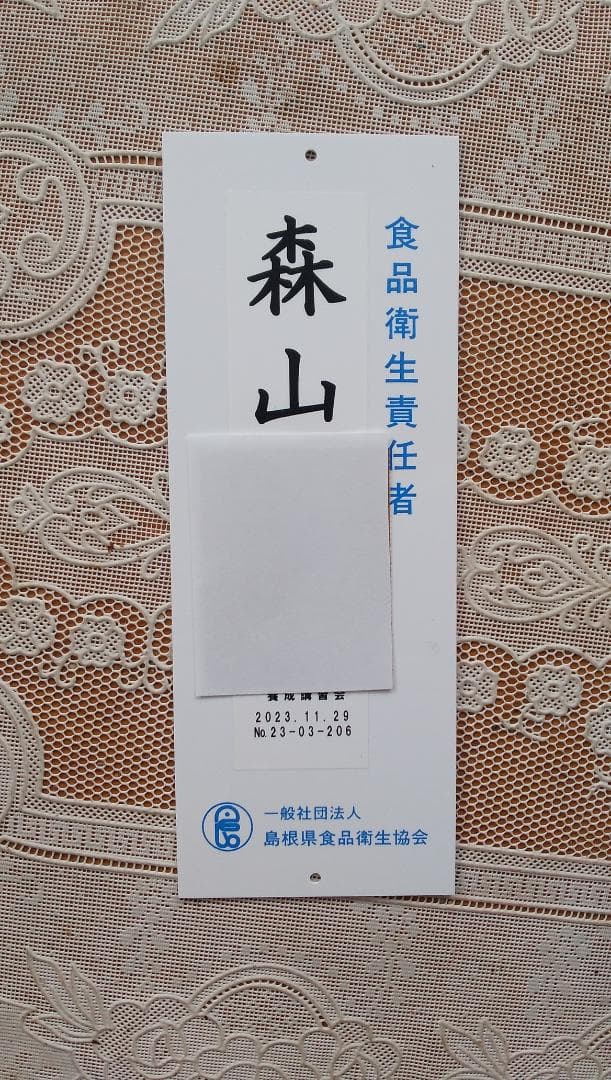 食品衛生責任者
森山
養成講習会
2023.11.29
No.23-03-206
一般社団法人
島根県食品衛生協会